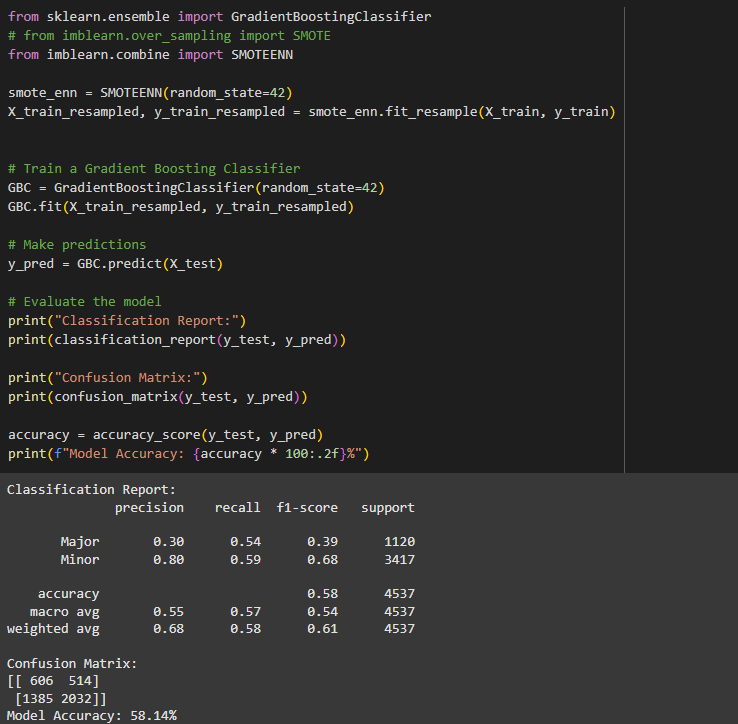 from sklearn.ensemble import GradientBoostingClassifier
# from imblearn.over_sampling import SMOTE
from imblearn.combine import SMOTEENN
smote_enn = SMOTEENN(random_state=42)
X_train_resampled, y_train_resampled = smote_enn.fit_resample(X_train, y_train)
# Train a Gradient Boosting Classifier
GBC = GradientBoostingClassifier(random_state=42)
GBC.fit(X_train_resampled, y_train_resampled)
# Make predictions
y_pred = GBC.predict(X_test)
# Evaluate the model
print("Classification Report:")
print(classification_report(y_test, y_pred))
print("Confusion Matrix:")
print(confusion_matrix(y_test, y_pred))
accuracy = accuracy_score(y_test, y_pred)
print(f"Model Accuracy: {accuracy * 100:.2f}%")
Classification Report:
precision recall f1-score support
Major 0.30 0.54 0.39 1120
Minor 0.80 0.59 0.68 3417
accuracy 0.58 4537
macro avg 0.55 0.57 0.54 4537
weighted avg 0.68 0.58 0.61 4537
Confusion Matrix:
[[ 606 514]
[1385 2032]]
Model Accuracy: 58.14%